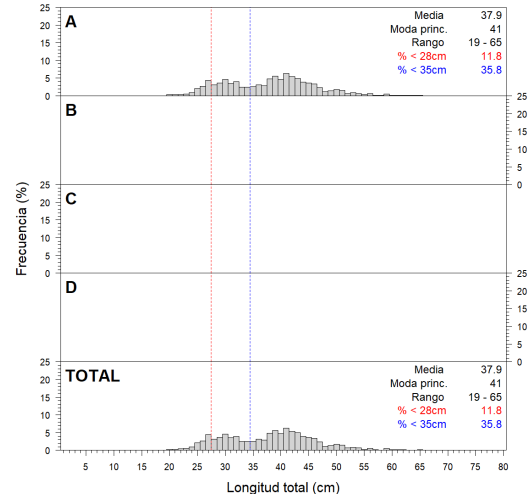 25
20
15
10
5
0
A
Media 37.9
Moda princ. 41
Rango 19 - 65
% < 28cm 11.8
% < 35cm 35.8
B
25
20
15
10
5
0
Frecuencia (%)
25
20
15
10
5
0
C
D
25
20
15
10
5
0
25
20
15
10
5
0
TOTAL
Media 37.9
Moda princ. 41
Rango 19 - 65
% < 28cm 11.8
% < 35cm 35.8
5 10 15 20 25 30 35 40 45 50 55 60 65 70 75 80
Longitud total (cm)